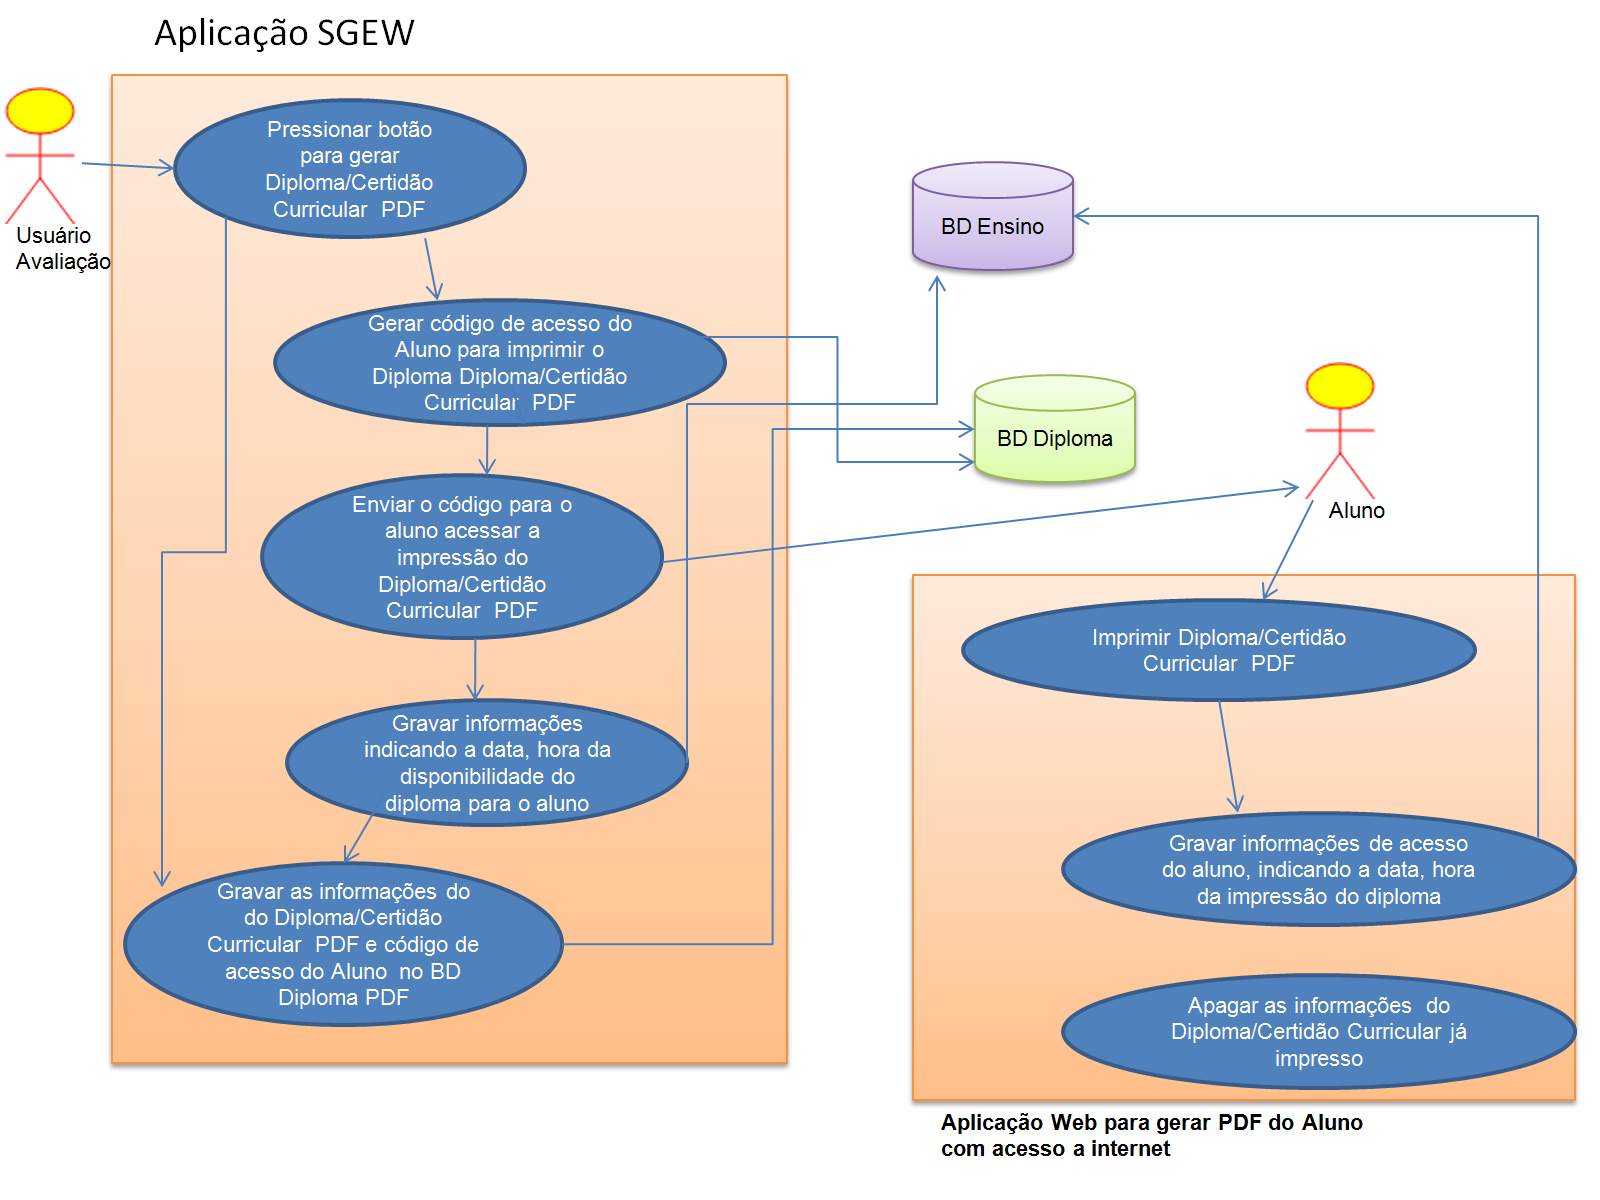 Aplicação SGEW
Pressionar botão
para gerar
Diploma/Certidão
Curricular PDF
Usuário
Avaliação
Gerar código de acesso do
Aluno para imprimir o
Diploma Diploma/Certidão
Curricular PDF
Enviar o código para o
aluno acessar a
impressão do
Diploma/Certidão
Curricular PDF
Gravar informações
indicando a data, hora da
disponibilidade do
diploma para o aluno
Gravar as informações do
do Diploma/Certidão
Curricular PDF e código de
acesso do Aluno no BD
Diploma PDF
BD Ensino
BD Diploma
Aluno
Imprimir Diploma/Certidão
Curricular PDF
Gravar informações de acesso
do aluno, indicando a data, hora
da impressão do diploma
Apagar as informações do
Diploma/Certidão Curricular já
impresso
Aplicação Web para gerar PDF do Aluno
com acesso a internet